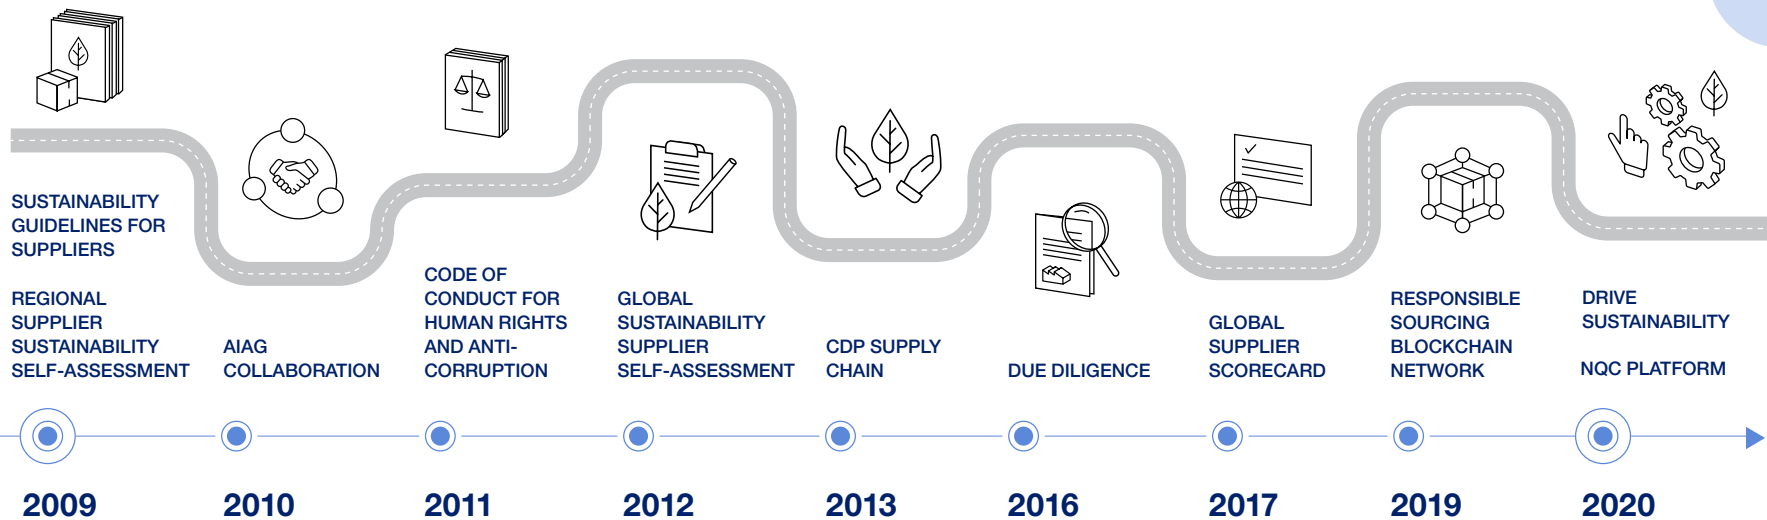 SUSTAINABILITY
GUIDELINES FOR
SUPPLIERS
REGIONAL
SUPPLIER
SUSTAINABILITY
SELF-ASSESSMENT
2009
AIAG
COLLABORATION
2010
CODE OF
CONDUCT FOR
HUMAN RIGHTS
AND ANTI-
CORRUPTION
2011
GLOBAL
SUSTAINABILITY
SUPPLIER
SELF-ASSESSMENT
2012
CDP SUPPLY
CHAIN
2013
DUE DILIGENCE
2016
GLOBAL
SUPPLIER
SCORECARD
2017
RESPONSIBLE
SOURCING
BLOCKCHAIN
NETWORK
2019
DRIVE
SUSTAINABILITY
NQC PLATFORM
2020